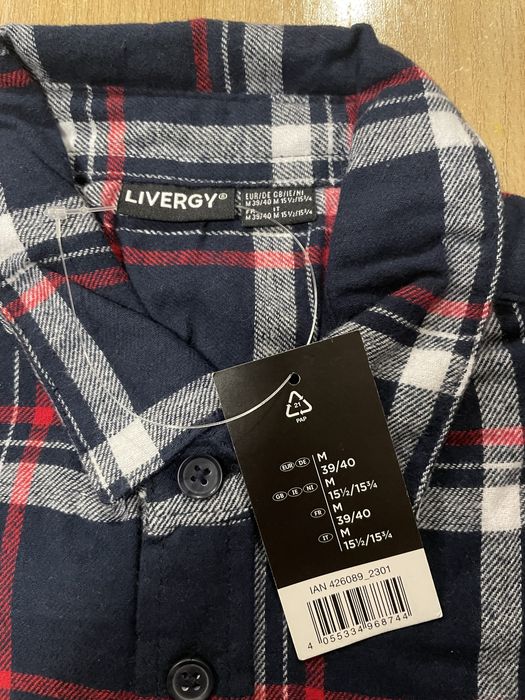 LIVERGY®
EUR/DE GB/IE/NI
M 39/40 M 15½/15¾
FR IT
M 39/40 M 15½/15¾
21
PAP
EUR DE M
39/40
GB IE NI M
15½/15¾
FR M
39/40
IT M
15½/15¾
IAN 426089_2301
4 055334 968744